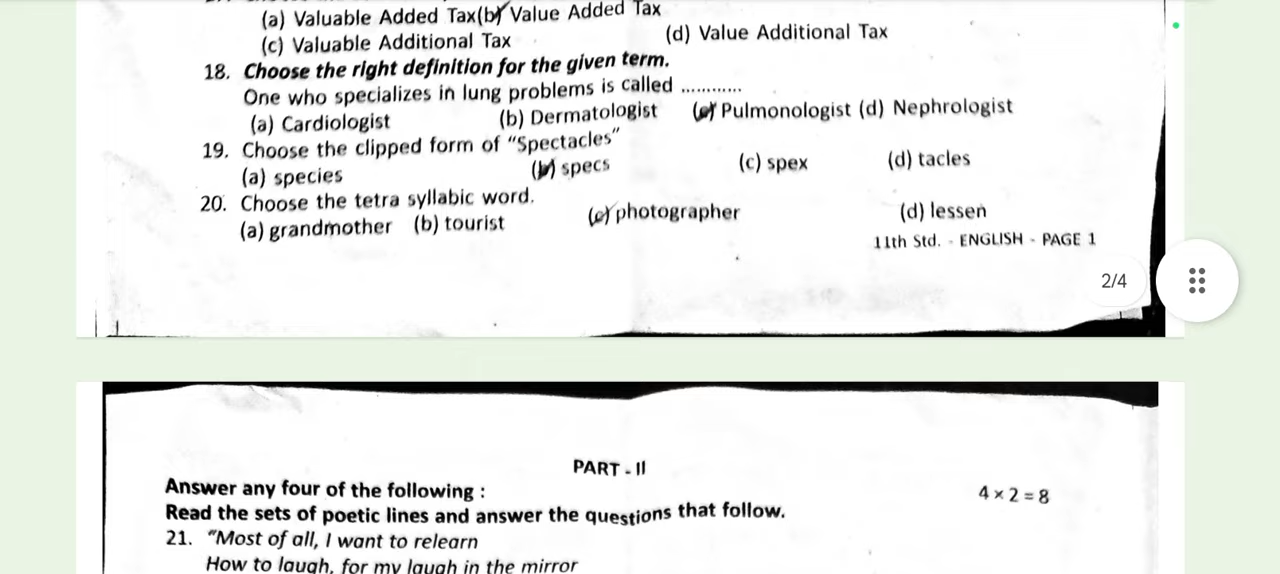 (a) Valuable Added Tax(b) Value Added Tax
(c) Valuable Additional Tax (d) Value Additional Tax
18. Choose the right definition for the given term.
One who specializes in lung problems is called ............
(a) Cardiologist (b) Dermatologist (c) Pulmonologist (d) Nephrologist
19. Choose the clipped form of "Spectacles"
(a) species (b) specs (c) spex (d) tacles
20. Choose the tetra syllabic word.
(a) grandmother (b) tourist (c) photographer (d) lessen
11th Std. - ENGLISH - PAGE 1
2/4
PART - II
Answer any four of the following : 4 x 2 = 8
Read the sets of poetic lines and answer the questions that follow.
21. "Most of all, I want to relearn
How to laugh, for my laugh in the mirror